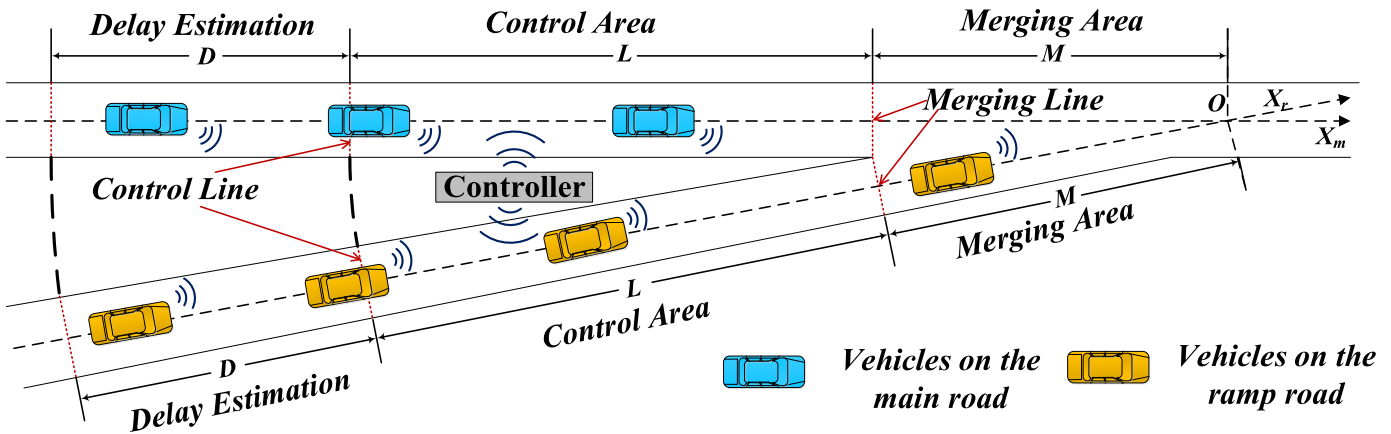 Delay Estimation
Control Area
Merging Area
D
L
M
Merging Line
O
X_r
X_m
Control Line
Controller
M
Merging Area
L
Control Area
D
Delay Estimation
Vehicles on the
main road
Vehicles on the
ramp road